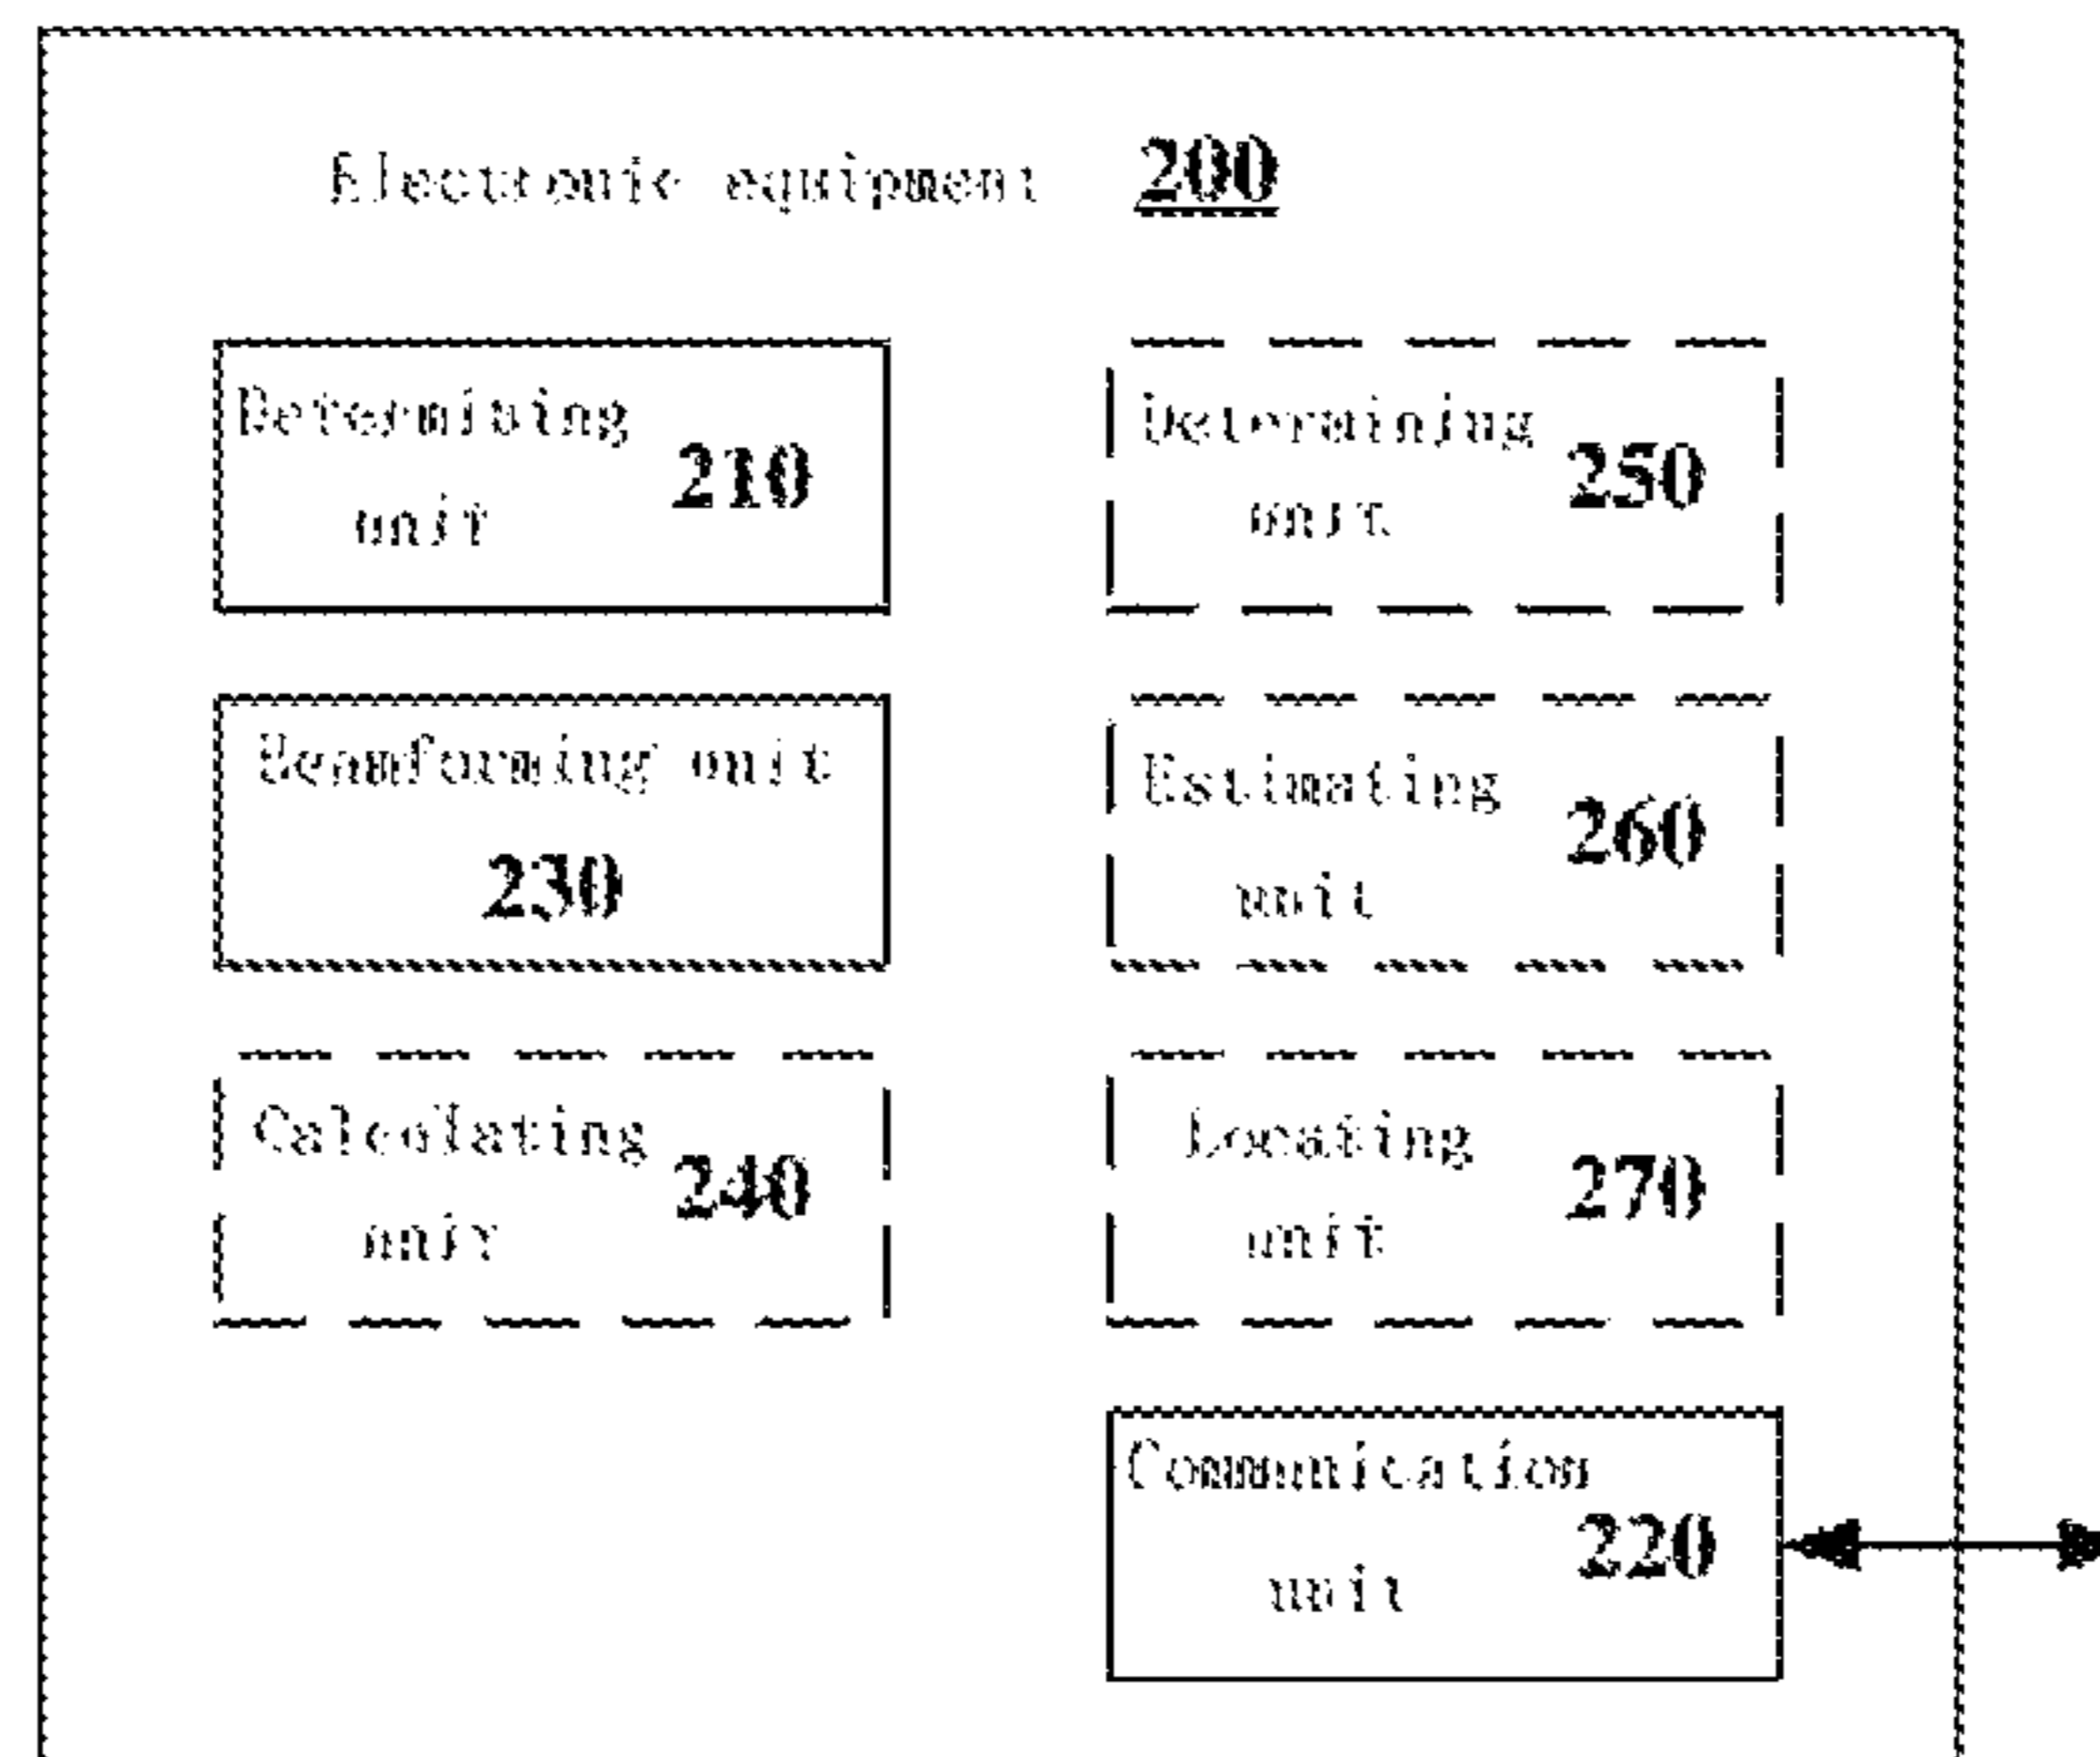 Electronic equipment 200
Determining
210
unit
Determining
250
unit
Beamforming unit
230
Estimating
260
unit
Calculating
240
unit
Locating
270
unit
Communication
220
unit